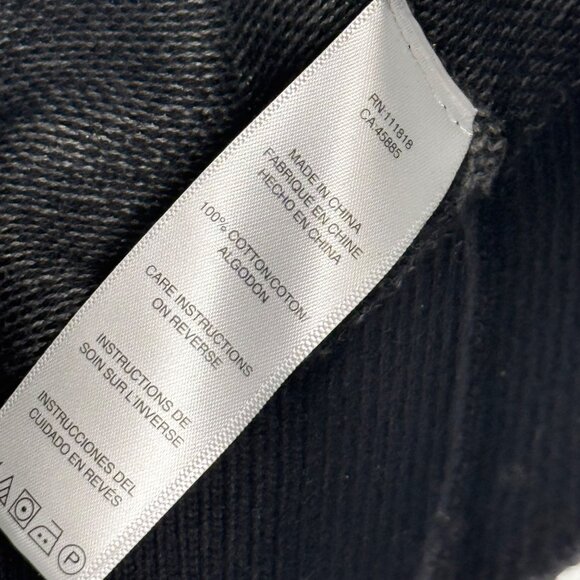 RN:111818
CA:45885
MADE IN CHINA
FABRIQUE EN CHINE
HECHO EN CHINA
100% COTTON/COTON
ALGODON
CARE INSTRUCTIONS
ON REVERSE
INSTRUCTIONS DE
SOIN SUR L'INVERSE
INSTRUCCIONES DEL
CUIDADO EN REVES
P